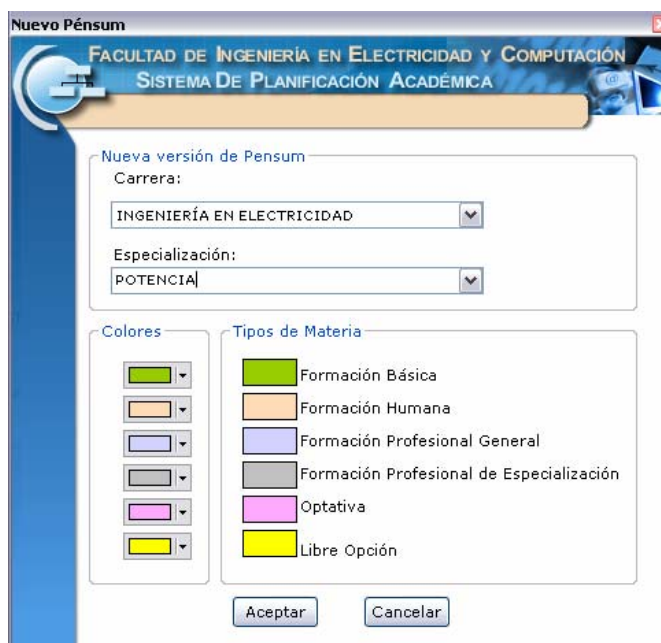 Nuevo Pénsum
FACULTAD DE INGENIERÍA EN ELECTRICIDAD Y COMPUTACIÓN
SISTEMA DE PLANIFICACIÓN ACADÉMICA
Nueva versión de Pensum
Carrera:
INGENIERÍA EN ELECTRICIDAD
Especialización:
POTENCIA
Colores
Tipos de Materia
Formación Básica
Formación Humana
Formación Profesional General
Formación Profesional de Especialización
Optativa
Libre Opción
Aceptar
Cancelar